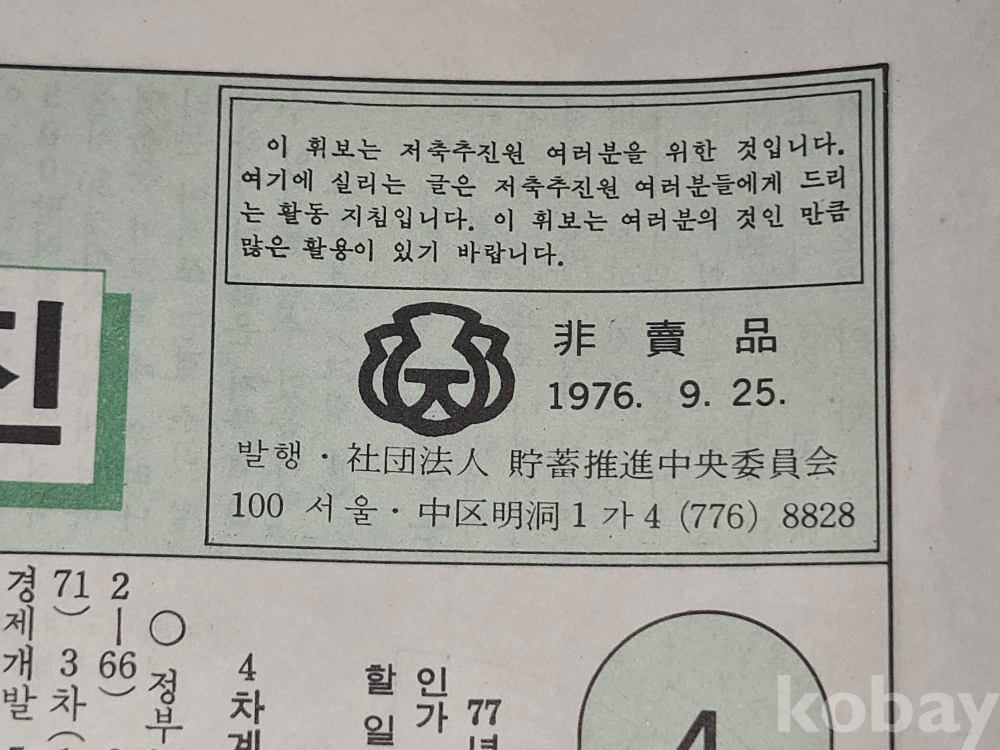 이 휘보는 저축추진원 여러분을 위한 것입니다.
여기에 실리는 글은 저축추진원 여러분들에게 드리
는 활동 지침입니다. 이 휘보는 여러분의 것인 만큼
많은 활용이 있기 바랍니다.
非賣品
1976. 9. 25.
발행 · 社団法人 貯蓄推進中央委員会
100 서울 · 中区明洞1가4 (776) 8828
진
77년
인가
할일
4차계
○정부
2—66)
71) 3차(
경제개발
4
kobay